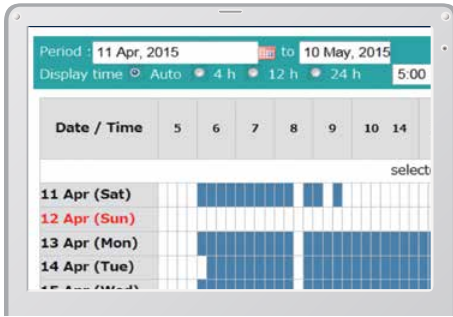 Period : 11 Apr, 2015 to 10 May, 2015
Display time Auto 4 h 12 h 24 h 5:00
Date / Time 5 6 7 8 9 10 14
11 Apr (Sat)
12 Apr (Sun)
13 Apr (Mon)
14 Apr (Tue)